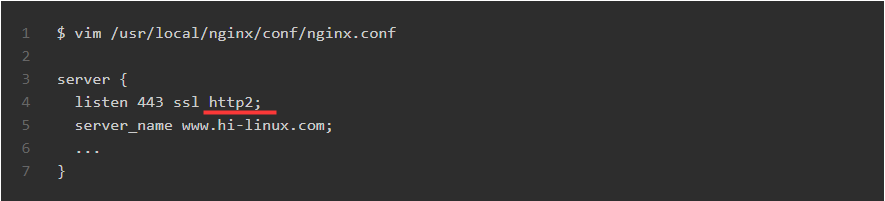 1 $ vim /usr/local/nginx/conf/nginx.conf
2
3 server {
4 listen 443 ssl http2;
5 server_name www.hi-linux.com;
6 ...
7 }